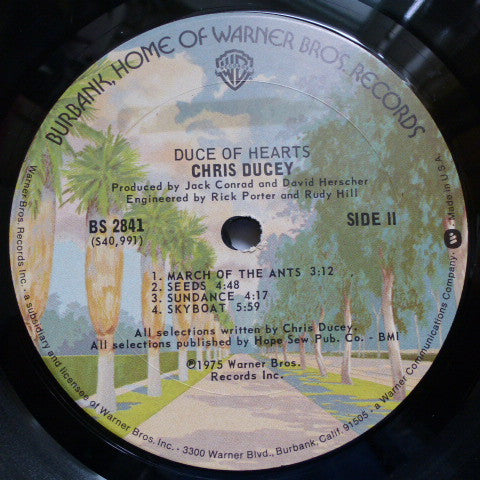 BURBANK, HOME OF WARNER BROS. RECORDS
DUCE OF HEARTS
CHRIS DUCEY
Produced by Jack Conrad and David Herscher
Engineered by Rick Porter and Rudy Hill
BS 2841
(S40,991)
SIDE II
1. MARCH OF THE ANTS 3:12
2. SEEDS 4:48
3. SUNDANCE 4:17
4. SKYBOAT 5:59
All selections written by Chris Ducey.
All selections published by Hope Sew Pub. Co. - BMI
℗1975 Warner Bros.
Records Inc.
Warner Bros. Records Inc. - a subsidiary and licensee of Warner Bros. Inc. - 3300 Warner Blvd., Burbank, Calif. 91505 - a Warner Communications Company. Made in U.S.A.